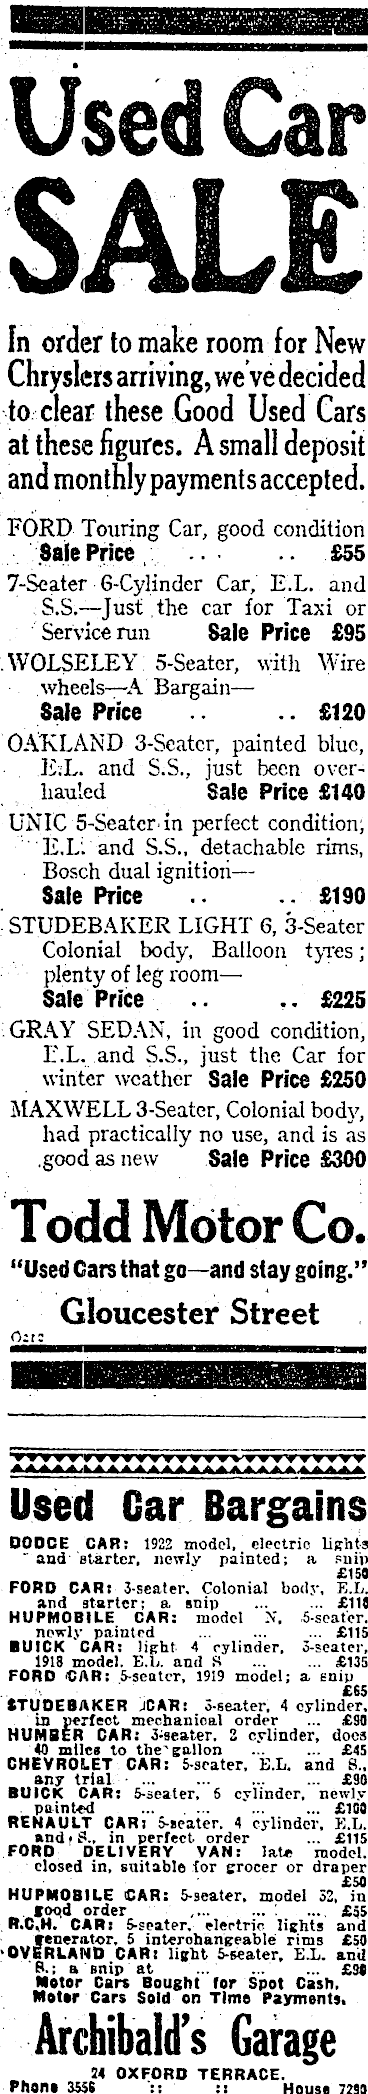 Used Car
SALE
In order to make room for New
Chryslers arriving, we've decided
to clear these Good Used Cars
at these figures. A small deposit
and monthly payments accepted.
FORD Touring Car, good condition
Sale Price . . . .. £55
7-Seater 6-Cylinder Car, E.L. and
S.S.—Just the car for Taxi or
Service run Sale Price £95
WOLSELEY 5-Seater, with Wire
wheels—A Bargain—
Sale Price .. .. £120
OAKLAND 3-Seater, painted blue,
E.L. and S.S., just been over-
hauled Sale Price £140
UNIC 5-Seater in perfect condition,
E.L. and S.S., detachable rims,
Bosch dual ignition—
Sale Price .. .. £190
STUDEBAKER LIGHT 6, 3-Seater
Colonial body, Balloon tyres;
plenty of leg room—
Sale Price .. .. £225
GRAY SEDAN, in good condition,
E.L. and S.S., just the Car for
winter weather Sale Price £250
MAXWELL 3-Seater, Colonial body,
had practically no use, and is as
good as new Sale Price £300
Todd Motor Co.
"Used Cars that go—and stay going."
Gloucester Street
Used Car Bargains
DODGE CAR: 1922 model, electric lights
and starter, newly painted; a snip
£150
FORD CAR: 3-seater, Colonial body, E.L.
and starter; a snip ... ... £110
HUPMOBILE CAR: model N, 5-seater,
newly painted ... ... ... £115
BUICK CAR: light 4 cylinder, 3-seater,
1918 model, E.L. and S ... ... £135
FORD CAR: 5-seater, 1919 model; a snip
£65
STUDEBAKER CAR: 5-seater, 4 cylinder,
in perfect mechanical order ... £90
HUMBER CAR: 3-seater, 2 cylinder, does
40 miles to the gallon ... ... £45
CHEVROLET CAR: 5-seater, E.L. and S.,
any trial ... ... ... ... £90
BUICK CAR: 5-seater, 6 cylinder, newly
painted ... ... ... ... £100
RENAULT CAR: 5-seater, 4 cylinder, E.L.
and S., in perfect order ... £115
FORD DELIVERY VAN: late model,
closed in, suitable for grocer or draper
£50
HUPMOBILE CAR: 5-seater, model 32, in
good order ... ... ... £55
R.C.H. CAR: 5-seater, electric lights and
generator, 5 interchangeable rims £50
OVERLAND CAR: light 5-seater, E.L. and
S.; a snip at ... ... ... £90
Motor Cars Bought for Spot Cash.
Motor Cars Sold on Time Payments.
Archibald's Garage
24 OXFORD TERRACE.
Phone 3556 :: :: House 7290